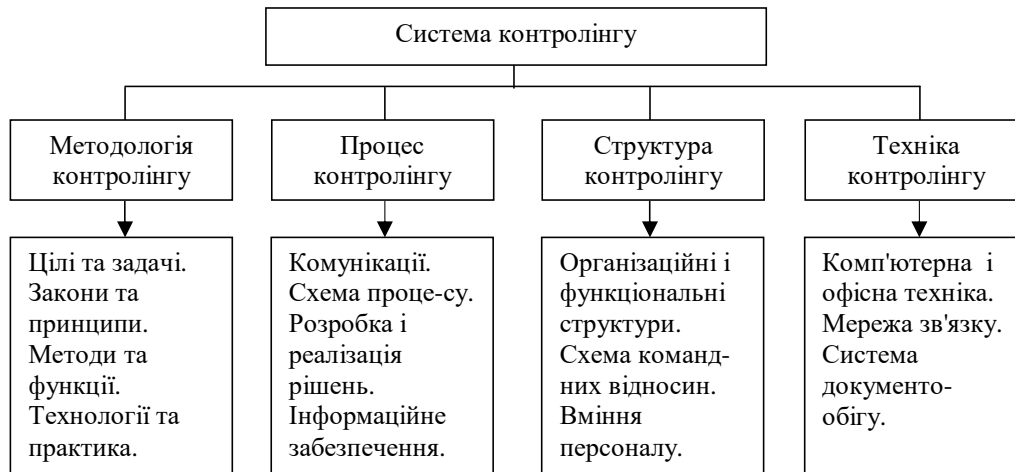 Система контролінгу
Методологія
контролінгу
Процес
контролінгу
Структура
контролінгу
Техніка
контролінгу
Цілі та задачі.
Закони та
принципи.
Методи та
функції.
Технології та
практика.
Комунікації.
Схема проце-су.
Розробка і
реалізація
рішень.
Інформаційне
забезпечення.
Організаційні і
функціональні
структури.
Схема команд-
них відносин.
Вміння
персоналу.
Комп'ютерна і
офісна техніка.
Мережа зв'язку.
Система
документо-
обігу.